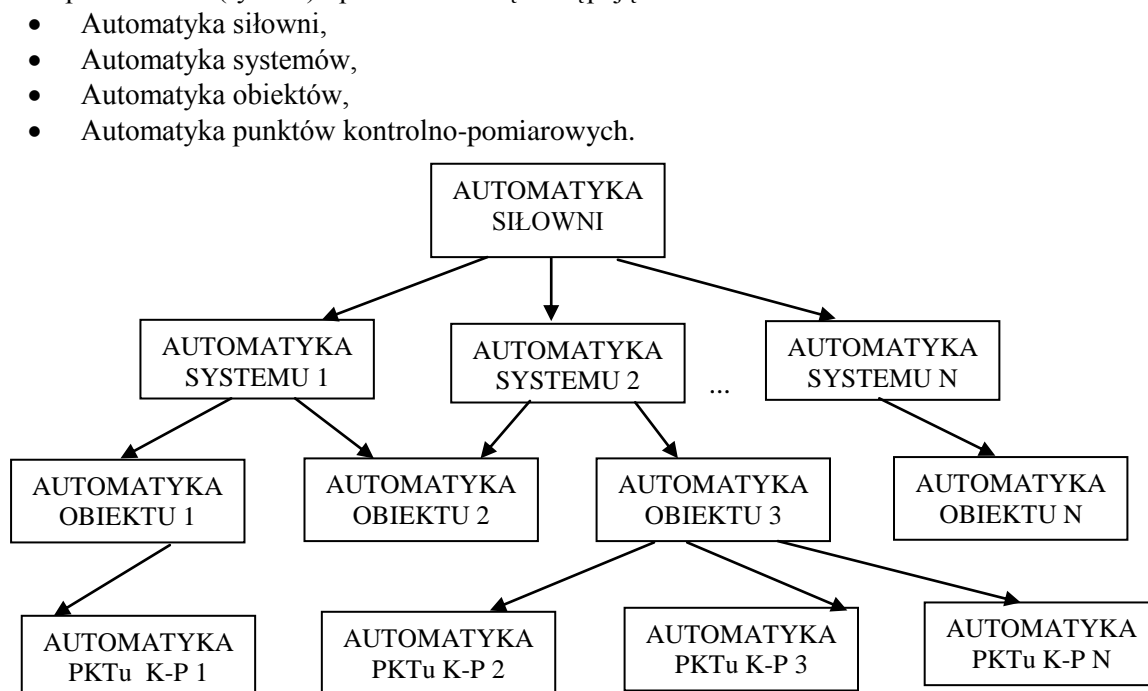 • Automatyka siłowni,
• Automatyka systemów,
• Automatyka obiektów,
• Automatyka punktów kontrolno-pomiarowych.
AUTOMATYKA
SIŁOWNI
AUTOMATYKA
SYSTEMU 1
AUTOMATYKA
SYSTEMU 2
...
AUTOMATYKA
SYSTEMU N
AUTOMATYKA
OBIEKTU 1
AUTOMATYKA
OBIEKTU 2
AUTOMATYKA
OBIEKTU 3
AUTOMATYKA
OBIEKTU N
AUTOMATYKA
PKTu K-P 1
AUTOMATYKA
PKTu K-P 2
AUTOMATYKA
PKTu K-P 3
AUTOMATYKA
PKTu K-P N